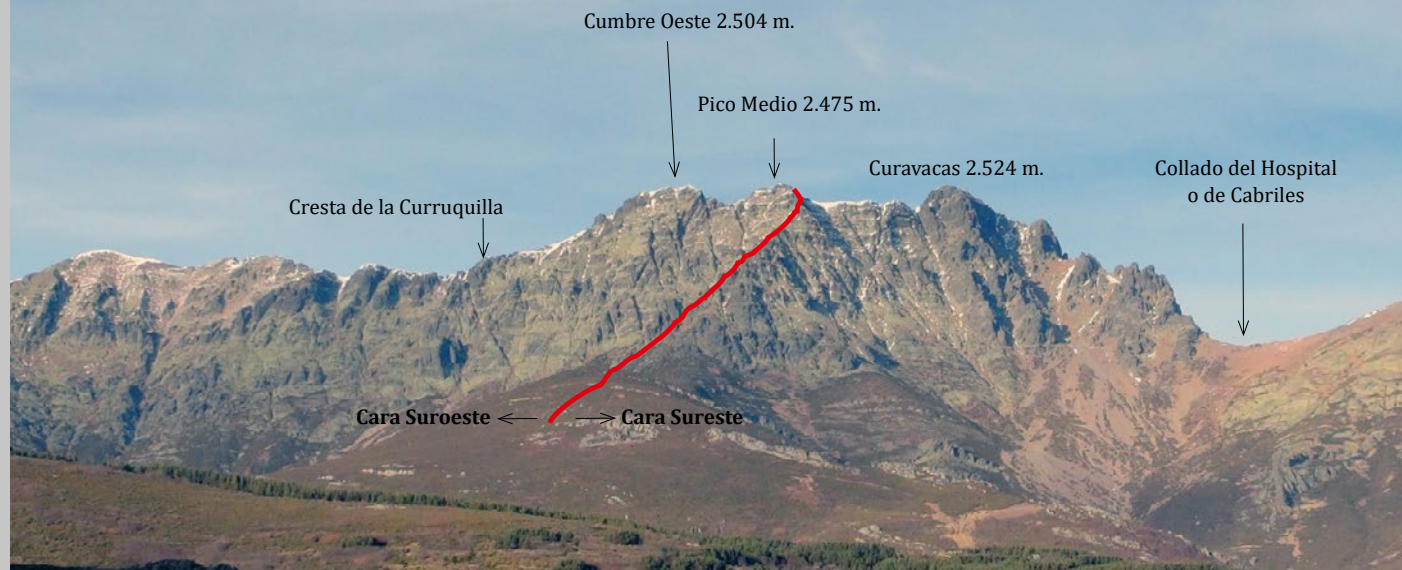 Cumbre Oeste 2.504 m.
Pico Medio 2.475 m.
Curavacas 2.524 m.
Collado del Hospital
o de Cabriles
Cresta de la Curruquilla
Cara Suroeste
Cara Sureste